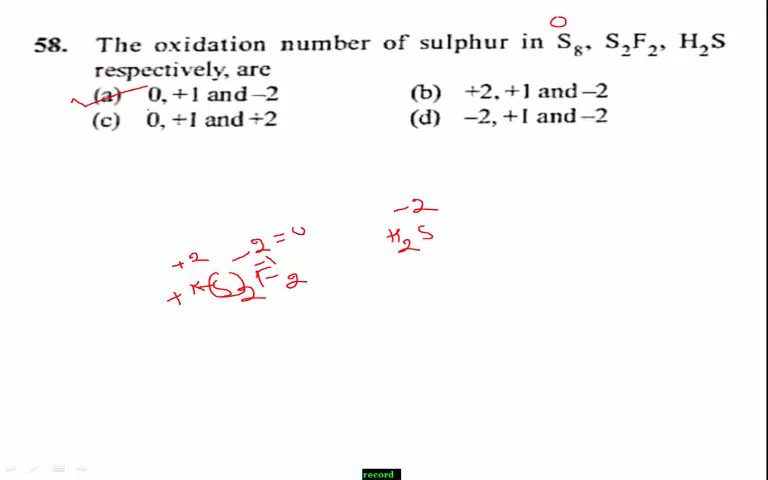 O
58. The oxidation number of sulphur in S₈, S₂F₂, H₂S
respectively, are
(a) 0, +1 and –2 (b) +2, +1 and –2
(c) 0, +1 and +2 (d) –2, +1 and –2
–2
H₂S
+2 –2 = 0
(S)₂ F₂
record